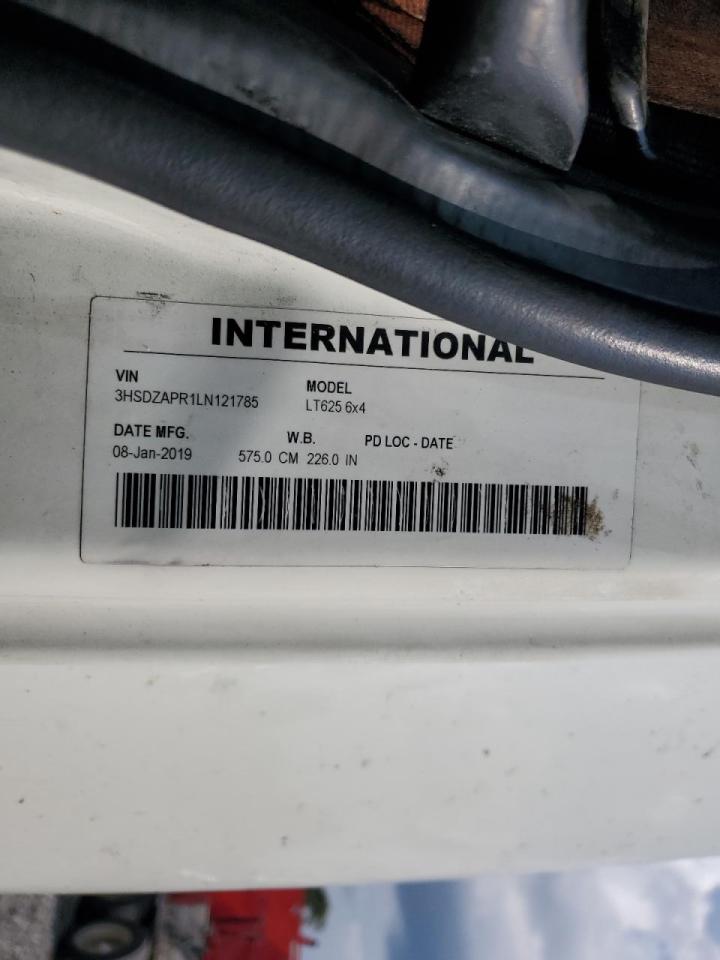 INTERNATIONAL
VIN MODEL
3HSDZAPR1LN121785 LT625 6x4
DATE MFG. W.B. PD LOC - DATE
08-Jan-2019 575.0 CM 226.0 IN